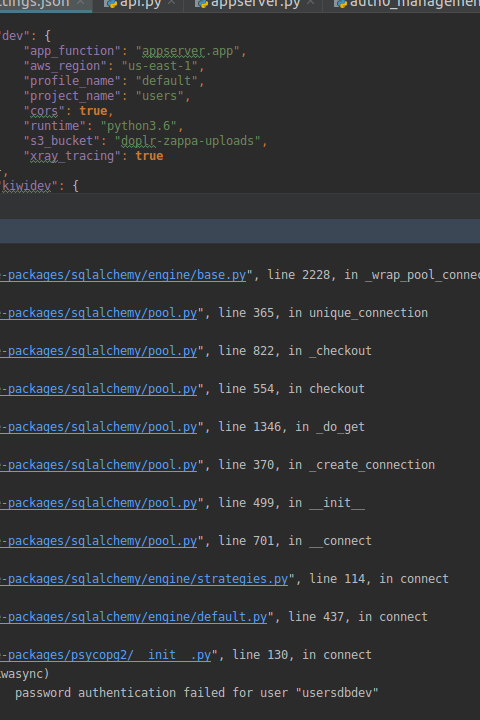 ttings.json api.py appserver.py auth0_managemen
"dev": {
"app_function": "appserver.app",
"aws_region": "us-east-1",
"profile_name": "default",
"project_name": "users",
"cors": true,
"runtime": "python3.6",
"s3_bucket": "doplr-zappa-uploads",
"xray_tracing": true
},
"kiwidev": {
e-packages/sqlalchemy/engine/base.py", line 2228, in _wrap_pool_connec
e-packages/sqlalchemy/pool.py", line 365, in unique_connection
e-packages/sqlalchemy/pool.py", line 822, in _checkout
e-packages/sqlalchemy/pool.py", line 554, in checkout
e-packages/sqlalchemy/pool.py", line 1346, in _do_get
e-packages/sqlalchemy/pool.py", line 370, in _create_connection
e-packages/sqlalchemy/pool.py", line 499, in __init__
e-packages/sqlalchemy/pool.py", line 701, in __connect
e-packages/sqlalchemy/engine/strategies.py", line 114, in connect
e-packages/sqlalchemy/engine/default.py", line 437, in connect
e-packages/psycopg2/__init__.py", line 130, in connect
wasync)
password authentication failed for user "usersdbdev"